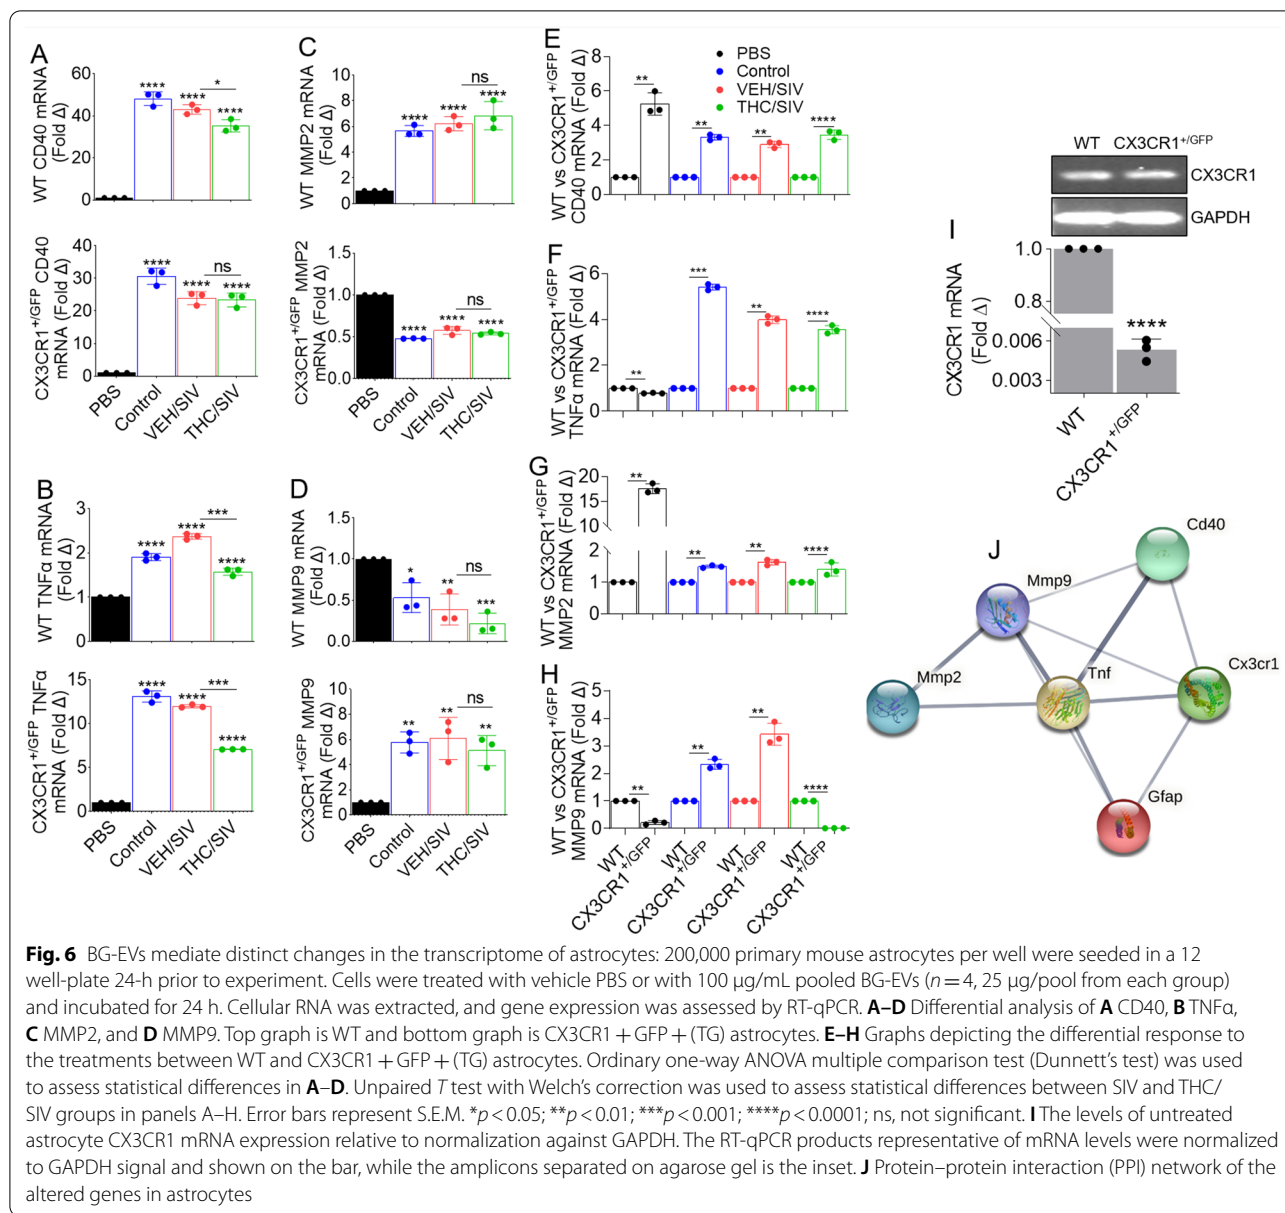 A
WT CD40 mRNA
(Fold Δ)
60
40
20
0
****
****
*
****
CX3CR1+/GFP CD40
mRNA (Fold Δ)
40
30
20
10
0
****
****
ns
****
PBS
Control
VEH/SIV
THC/SIV
C
WT MMP2 mRNA
(Fold Δ)
10
8
6
4
2
0
****
****
ns
****
CX3CR1+/GFP MMP2
mRNA (Fold Δ)
1.5
1.0
0.5
0.0
****
****
ns
****
PBS
Control
VEH/SIV
THC/SIV
B
WT TNFα mRNA
(Fold Δ)
3
2
1
0
****
****
***
****
CX3CR1+/GFP TNFα
mRNA (Fold Δ)
15
10
5
0
****
****
***
****
PBS
Control
VEH/SIV
THC/SIV
D
WT MMP9 mRNA
(Fold Δ)
1.5
1.0
0.5
0.0
*
**
ns
***
CX3CR1+/GFP MMP9
mRNA (Fold Δ)
10
8
6
4
2
0
**
**
ns
**
PBS
Control
VEH/SIV
THC/SIV
E
PBS
Control
VEH/SIV
THC/SIV
WT vs CX3CR1+/GFP
CD40 mRNA (Fold Δ)
8
6
4
2
0
**
**
**
****
F
WT vs CX3CR1+/GFP
TNFα mRNA (Fold Δ)
6
4
2
0
**
***
**
****
G
WT vs CX3CR1+/GFP
MMP2 mRNA (Fold Δ)
20
15
10
2
1
0
**
**
**
****
H
WT vs CX3CR1+/GFP
MMP9 mRNA (Fold Δ)
5
4
3
2
1
0
**
**
**
****
WT
CX3CR1+/GFP
WT
CX3CR1+/GFP
WT
CX3CR1+/GFP
WT
CX3CR1+/GFP
I
WT CX3CR1+/GFP
CX3CR1
GAPDH
CX3CR1 mRNA
(Fold Δ)
1.0
0.8
0.006
0.003
****
WT
CX3CR1+/GFP
J
Cd40
Mmp9
Mmp2
Tnf
Cx3cr1
Gfap
Fig. 6 BG-EVs mediate distinct changes in the transcriptome of astrocytes: 200,000 primary mouse astrocytes per well were seeded in a 12
well-plate 24-h prior to experiment. Cells were treated with vehicle PBS or with 100 µg/mL pooled BG-EVs (n = 4, 25 µg/pool from each group)
and incubated for 24 h. Cellular RNA was extracted, and gene expression was assessed by RT-qPCR. A–D Differential analysis of A CD40, B TNFα,
C MMP2, and D MMP9. Top graph is WT and bottom graph is CX3CR1 + GFP + (TG) astrocytes. E–H Graphs depicting the differential response to
the treatments between WT and CX3CR1 + GFP + (TG) astrocytes. Ordinary one-way ANOVA multiple comparison test (Dunnett's test) was used
to assess statistical differences in A–D. Unpaired T test with Welch's correction was used to assess statistical differences between SIV and THC/
SIV groups in panels A–H. Error bars represent S.E.M. *p < 0.05; **p < 0.01; ***p < 0.001; ****p < 0.0001; ns, not significant. I The levels of untreated
astrocyte CX3CR1 mRNA expression relative to normalization against GAPDH. The RT-qPCR products representative of mRNA levels were normalized
to GAPDH signal and shown on the bar, while the amplicons separated on agarose gel is the inset. J Protein–protein interaction (PPI) network of the
altered genes in astrocytes